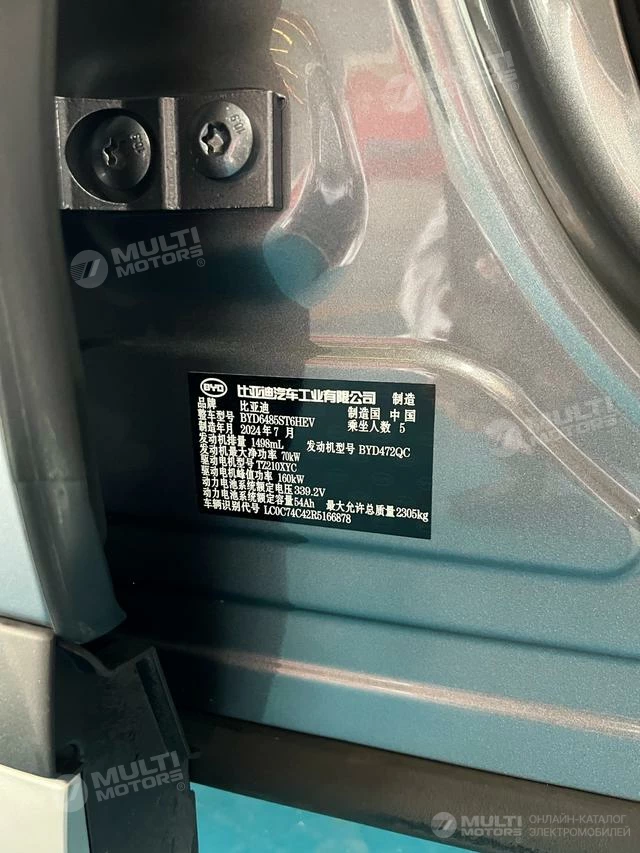 MULTI
MOTORS®
MULTI
MOTORS®
BYD 比亚迪汽车工业有限公司 制造
品牌 比亚迪 制造国 中国
整车型号 BYD6485ST6HEV 乘坐人数 5
制造年月 2024年7月
发动机排量 1498mL 发动机型号 BYD472QC
发动机最大净功率 70kW
驱动电机型号 TZ210XYC
驱动电机峰值功率 160kW
动力电池系统额定电压 339.2V
动力电池系统额定容量 54Ah 最大允许总质量 2305kg
车辆识别代号 LC0C74C42R5166878
MULTI
MOTORS®
MULTI
MOTORS®
ОНЛАЙН-КАТАЛОГ
ЭЛЕКТРОМОБИЛЕЙ